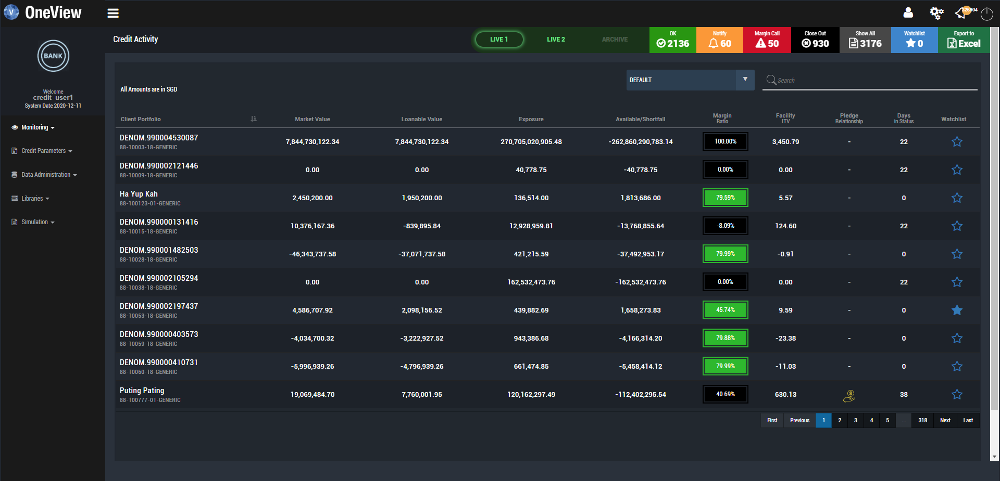 V OneView
326904
BANK
Welcome
credit_user1
System Date 2020-12-11
Monitoring
Credit Parameters
Data Administration
Libraries
Simulation
Credit Activity
LIVE 1
LIVE 2
ARCHIVE
OK
2136
Notify
60
Margin Call
50
Close Out
930
Show All
3176
Watchlist
0
Export to
Excel
DEFAULT
Search
All Amounts are in SGD
Client Portfolio Market Value Loanable Value Exposure Available/Shortfall Margin Ratio Facility LTV Pledge Relationship Days in Status Watchlist
DENOM.990004530087
88-10003-18-GENERIC
7,844,730,122.34 7,844,730,122.34 270,705,020,905.48 -262,860,290,783.14 100.00% 3,450.79 - 22
DENOM.990002121446
88-10009-18-GENERIC
0.00 0.00 40,778.75 -40,778.75 0.00% 0.00 - 22
Ha Yup Kah
88-100123-01-GENERIC
2,450,200.00 1,950,200.00 136,514.00 1,813,686.00 79.59% 5.57 - 0
DENOM.990000131416
88-10015-18-GENERIC
10,376,167.36 -839,895.84 12,928,959.81 -13,768,855.64 -8.09% 124.60 - 22
DENOM.990001482503
88-10028-18-GENERIC
-46,343,737.58 -37,071,737.58 421,215.59 -37,492,953.17 79.99% -0.91 - 0
DENOM.990002105294
88-10038-18-GENERIC
0.00 0.00 162,532,473.76 -162,532,473.76 0.00% 0.00 - 22
DENOM.990002197437
88-10053-18-GENERIC
4,586,707.92 2,098,156.52 439,882.69 1,658,273.83 45.74% 9.59 - 0
DENOM.990000403573
88-10059-18-GENERIC
-4,034,700.32 -3,222,927.52 943,386.68 -4,166,314.20 79.88% -23.38 - 0
DENOM.990000410731
88-10060-18-GENERIC
-5,996,939.26 -4,796,939.26 661,474.85 -5,458,414.12 79.99% -11.03 - 0
Puting Pating
88-100777-01-GENERIC
19,069,484.70 7,760,001.95 120,162,297.49 -112,402,295.54 40.69% 630.13 $ 38
First Previous 1 2 3 4 5 ... 318 Next Last